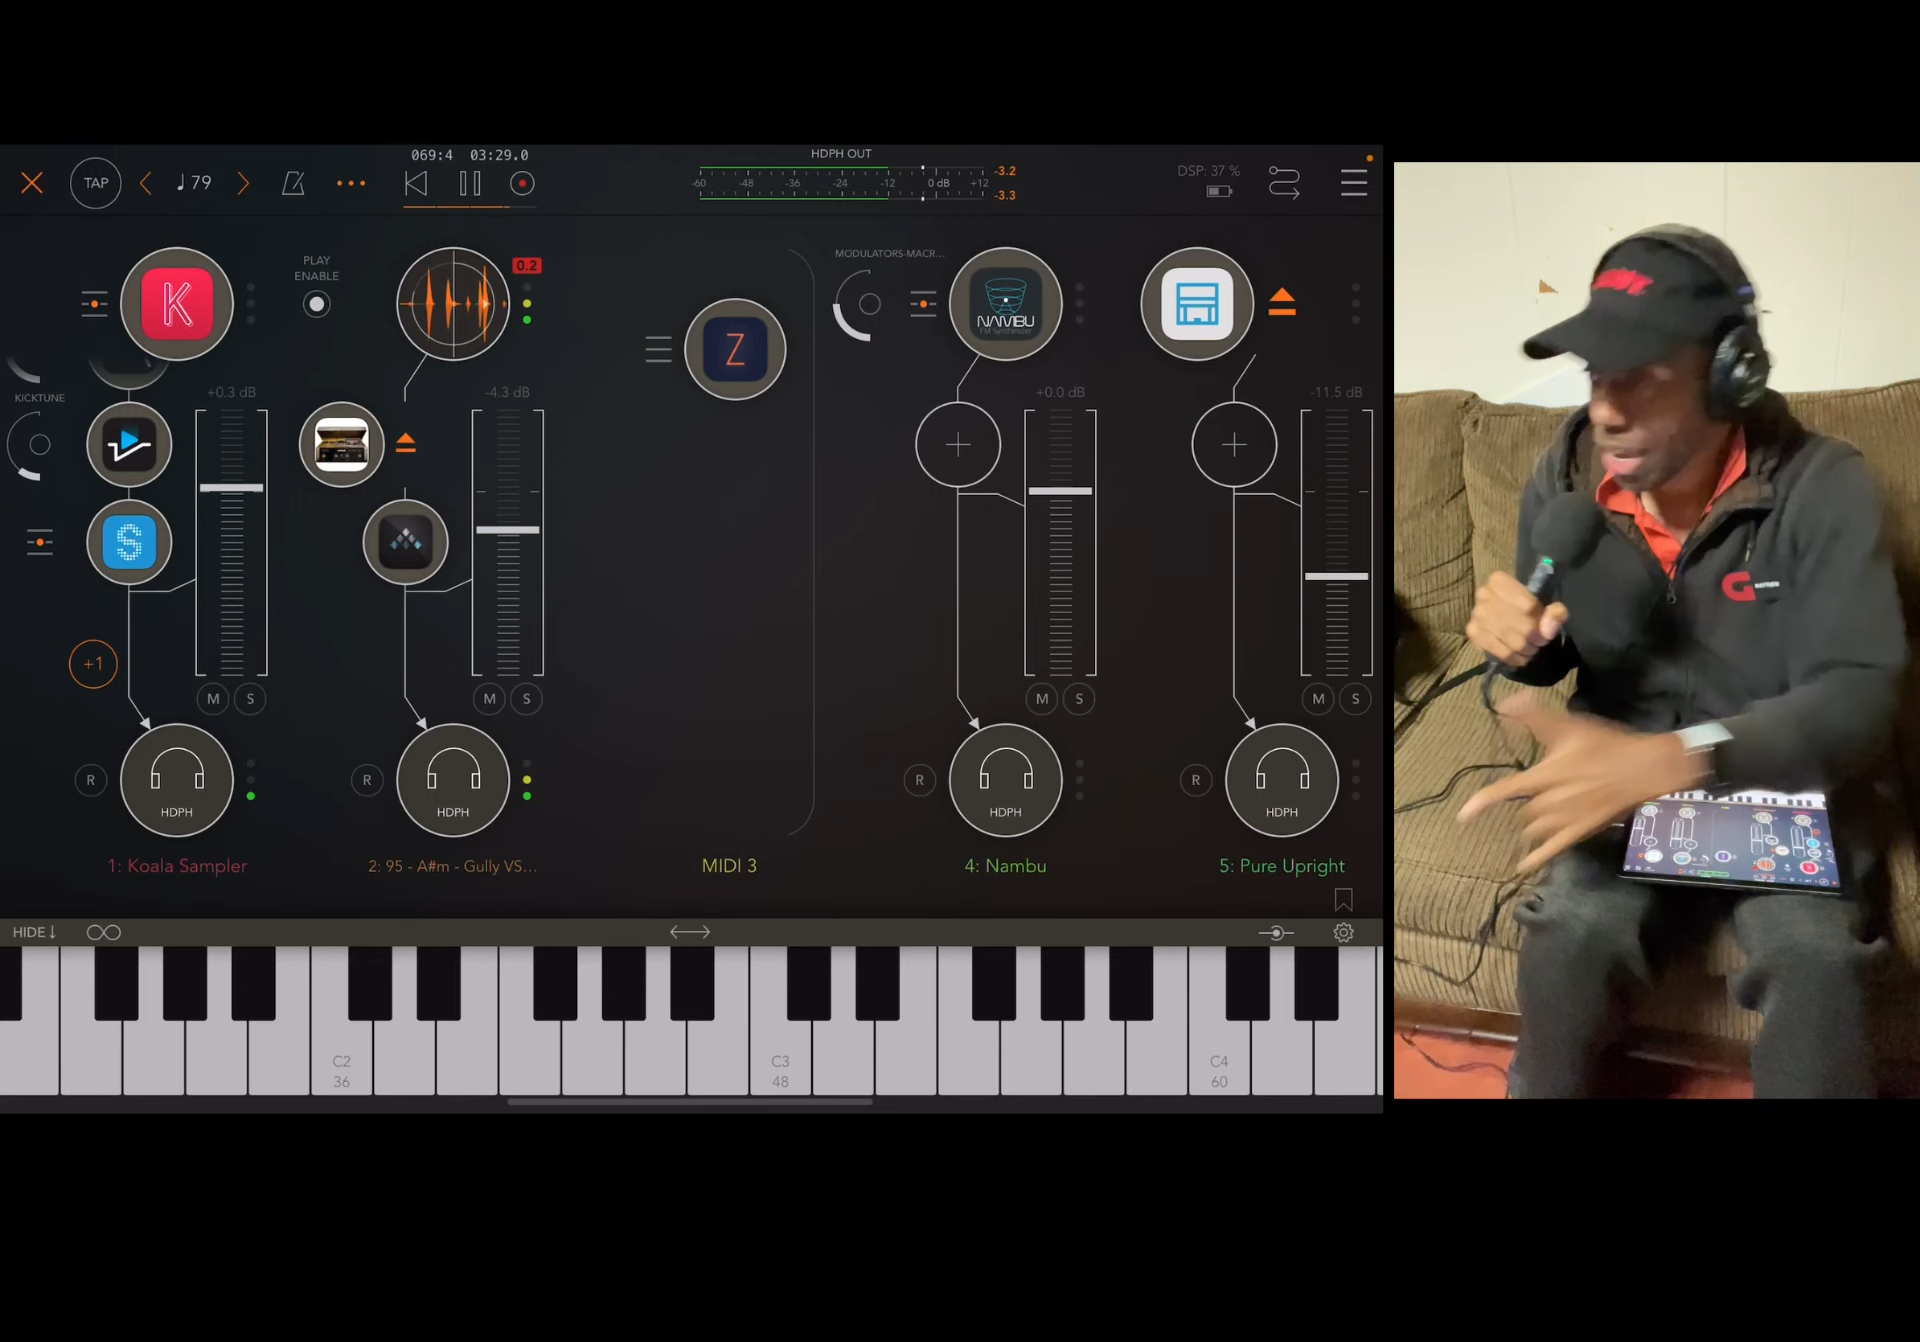 069:4 03:29.0
HDPH OUT
TAP
79
-60 -48 -36 -24 -12 0 dB +12
-3.2
-3.3
DSP: 37 %
PLAY
ENABLE
0.2
MODULATORS-MACR...
K
Z
NAMBU
FM Synthesizer
KICKTUNE
+0.3 dB
-4.3 dB
+0.0 dB
-11.5 dB
S
+1
M S
M S
M S
M S
R HDPH
R HDPH
R HDPH
R HDPH
1: Koala Sampler
2: 95 - A#m - Gully VS...
MIDI 3
4: Nambu
5: Pure Upright
HIDE↓
C2
36
C3
48
C4
60
G